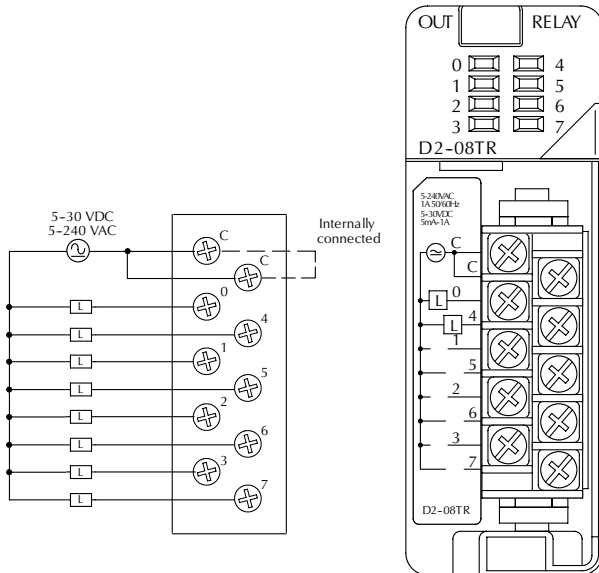 OUT RELAY
0 4
1 5
2 6
3 7
D2-08TR
5-240VAC
1A 50/60Hz
5-30VDC
5mA-1A
C
C
L 0
L 4
1
5
2
6
3
7
D2-08TR
5-30 VDC
5-240 VAC
Internally
connected
C
C
L 0
L 4
L 1
L 5
L 2
L 6
L 3
L 7